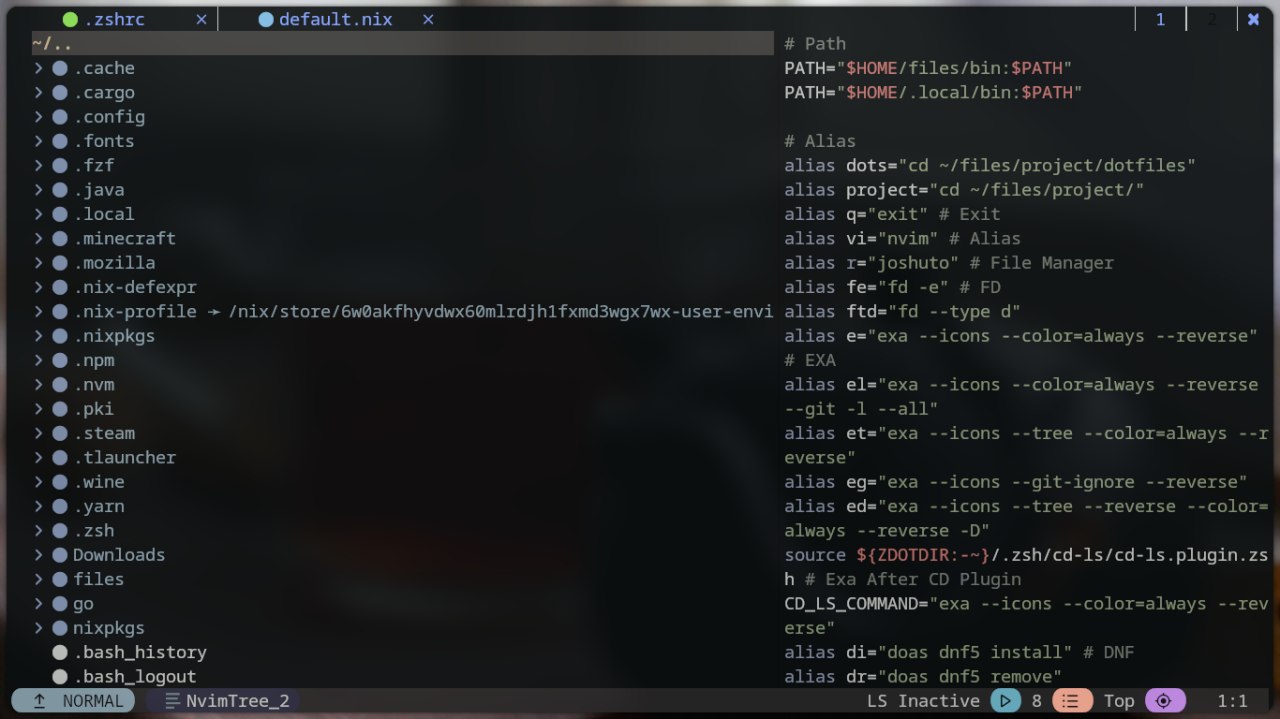 .zshrc × default.nix × 1 2 ×
~/..
.cache
.cargo
.config
.fonts
.fzf
.java
.local
.minecraft
.mozilla
.nix-defexpr
.nix-profile → /nix/store/6w0akfhyvdwx60mlrdjh1fxmd3wgx7wx-user-envi
.nixpkgs
.npm
.nvm
.pki
.steam
.tlauncher
.wine
.yarn
.zsh
Downloads
files
go
nixpkgs
.bash_history
.bash_logout
# Path
PATH="$HOME/files/bin:$PATH"
PATH="$HOME/.local/bin:$PATH"
# Alias
alias dots="cd ~/files/project/dotfiles"
alias project="cd ~/files/project/"
alias q="exit" # Exit
alias vi="nvim" # Alias
alias r="joshuto" # File Manager
alias fe="fd -e" # FD
alias ftd="fd --type d"
alias e="exa --icons --color=always --reverse"
# EXA
alias el="exa --icons --color=always --reverse
--git -l --all"
alias et="exa --icons --tree --color=always --r
everse"
alias eg="exa --icons --git-ignore --reverse"
alias ed="exa --icons --tree --reverse --color=
always --reverse -D"
source ${ZDOTDIR:-~}/.zsh/cd-ls/cd-ls.plugin.zs
h # Exa After CD Plugin
CD_LS_COMMAND="exa --icons --color=always --rev
erse"
alias di="doas dnf5 install" # DNF
alias dr="doas dnf5 remove"
NORMAL NvimTree_2 LS Inactive 8 Top 1:1